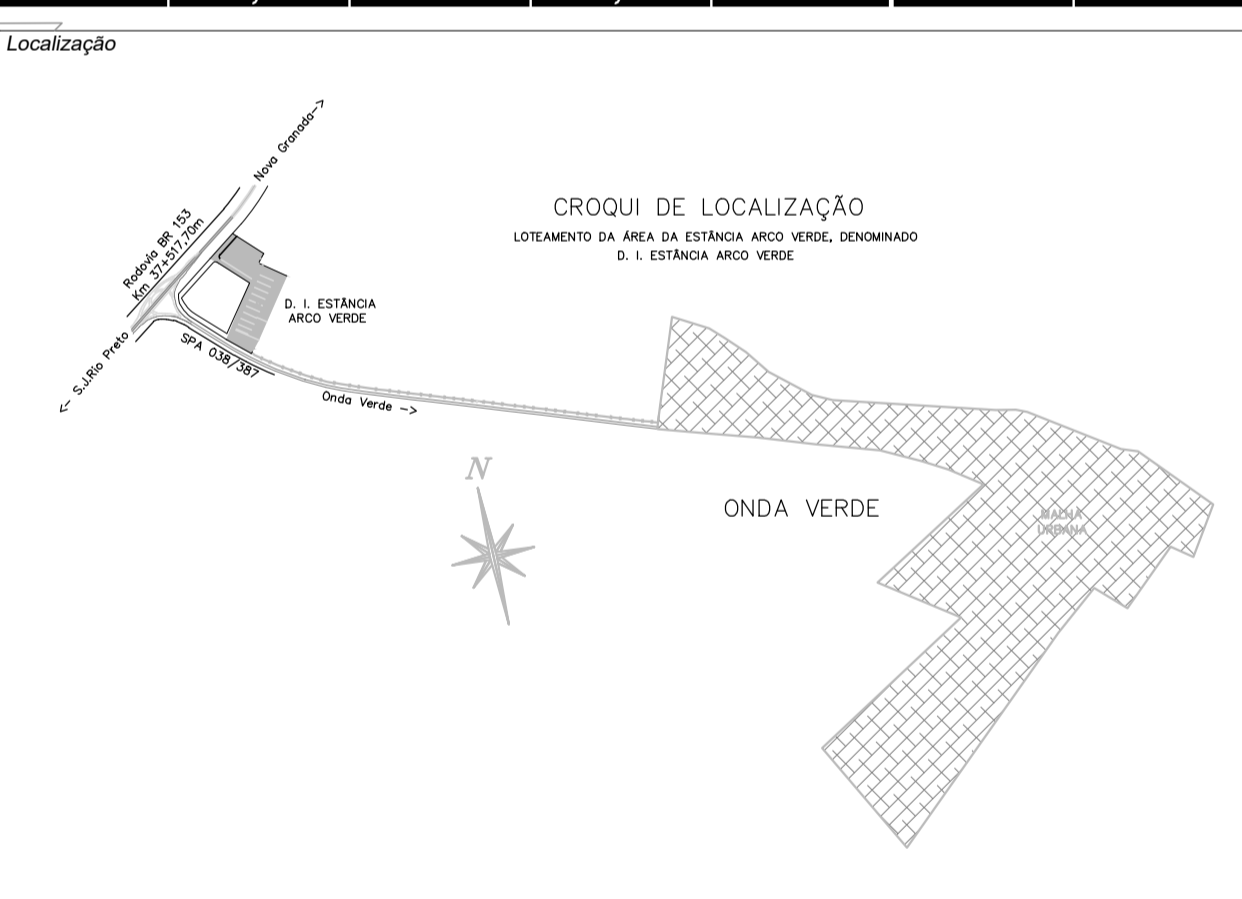 Localização
Nova Granada->
Rodovia BR 153
Km 37+517,70m
CROQUI DE LOCALIZAÇÃO
LOTEAMENTO DA ÁREA DA ESTÂNCIA ARCO VERDE, DENOMINADO
D. I. ESTÂNCIA ARCO VERDE
D. I. ESTÂNCIA
ARCO VERDE
<- S.J.Rio Preto
SPA 038/387
Onda Verde ->
N
ONDA VERDE
MALHA
URBANA